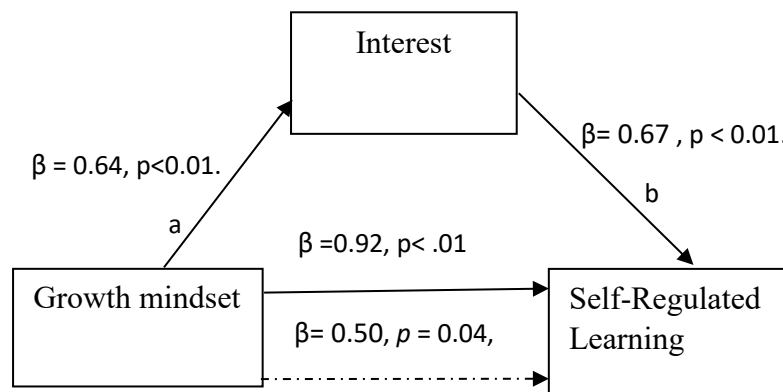 Interest
β = 0.64, p<0.01.
β= 0.67 , p < 0.01.
a
b
β =0.92, p< .01
Growth mindset
Self-Regulated
Learning
β= 0.50, p = 0.04,